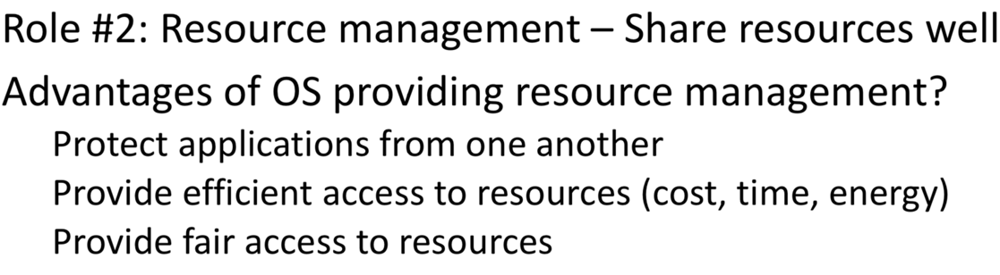 Role #2: Resource management – Share resources well
Advantages of OS providing resource management?
Protect applications from one another
Provide efficient access to resources (cost, time, energy)
Provide fair access to resources